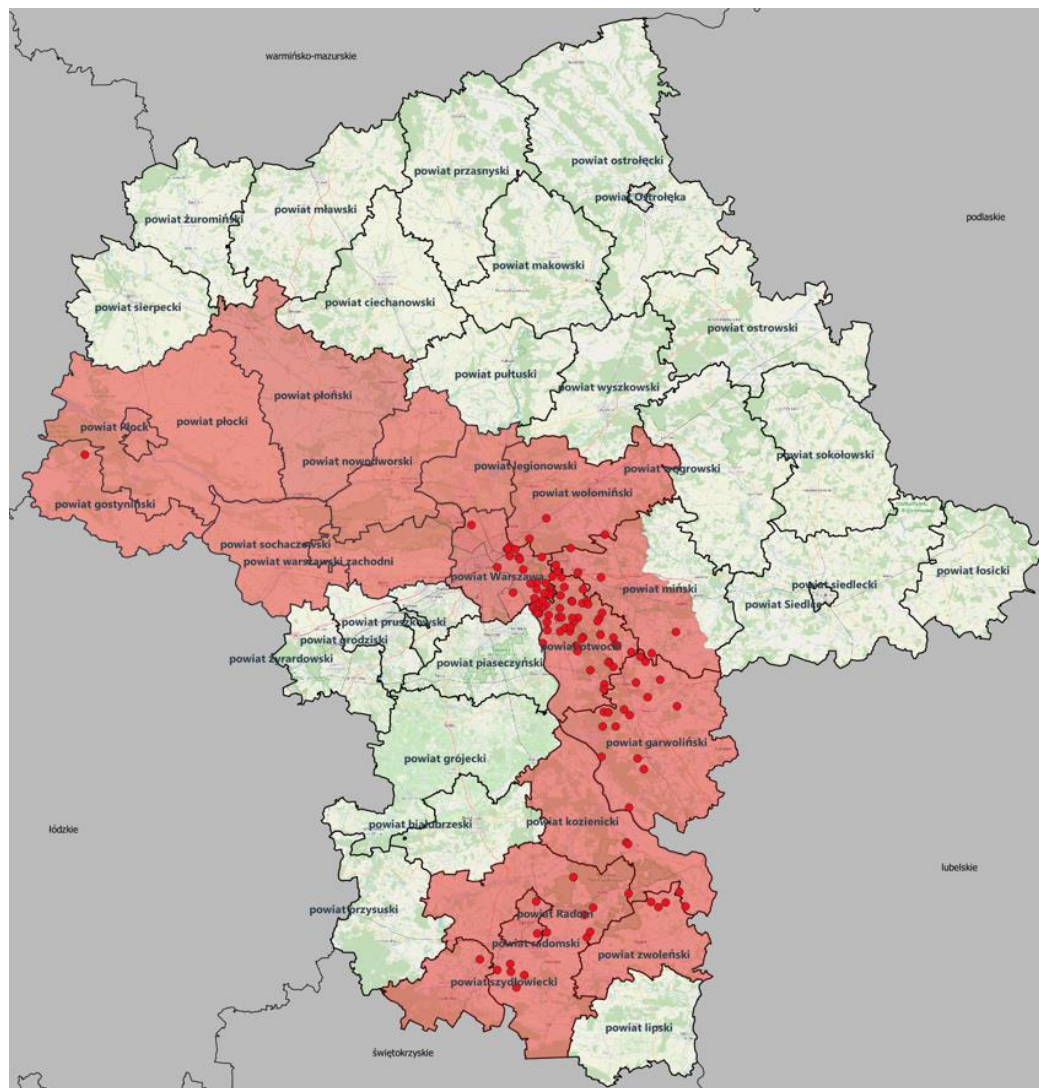 warmińsko-mazurskie
powiat ostrołęcki
powiat przasnyski
powiat Ostrołęka
powiat mławski
powiat żuromiński
podlaskie
powiat makowski
powiat ciechanowski
powiat sierpecki
powiat ostrowski
powiat pułtuski
powiat wyszkowski
powiat płoński
powiat płocki
powiat Płock
powiat sokołowski
powiat nowodworski
powiat legionowski
powiat węgrowski
powiat wołomiński
powiat gostyniński
powiat sochaczewski
powiat warszawski zachodni
powiat Warszawa
powiat miński
powiat siedlecki
powiat łosicki
powiat Siedlce
powiat pruszkowski
powiat grodziski
powiat żyrardowski
powiat piaseczyński
powiat otwocki
powiat garwoliński
powiat grójecki
powiat kozienicki
powiat białobrzeski
łódzkie
lubelskie
powiat przysuski
powiat Radom
powiat radomski
powiat zwoleński
powiat szydłowiecki
powiat lipski
świętokrzyskie